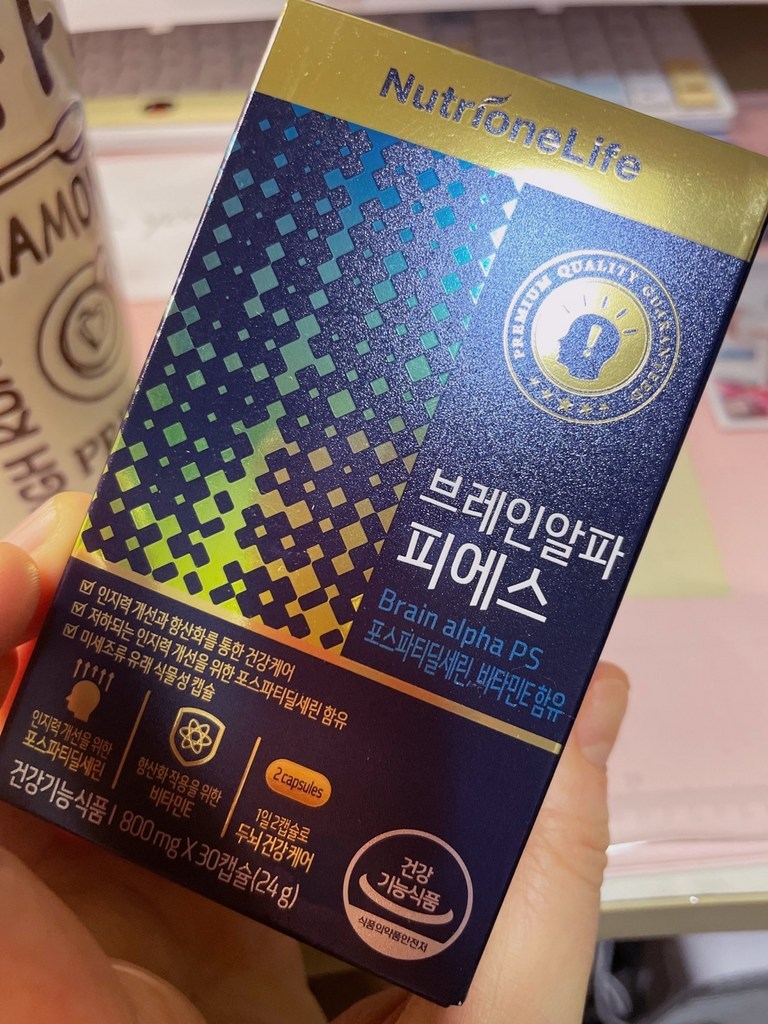 NutrioneLife
PREMIUM QUALITY GUARANTEED
브레인알파
피에스
Brain alpha PS
포스파티딜세린, 비타민E 함유
인지력 개선과 항산화를 통한 건강케어
저하되는 인지력 개선을 위한 포스파티딜세린 함유
미세조류 유래 식물성 캡슐
인지력 개선을 위한
포스파티딜세린
항산화 작용을 위한
비타민E
2 capsules
1일 2캡슐로
두뇌 건강 케어
건강기능식품 | 800 mg X 30캡슐(24 g)
건강
기능식품
식품의약품안전처